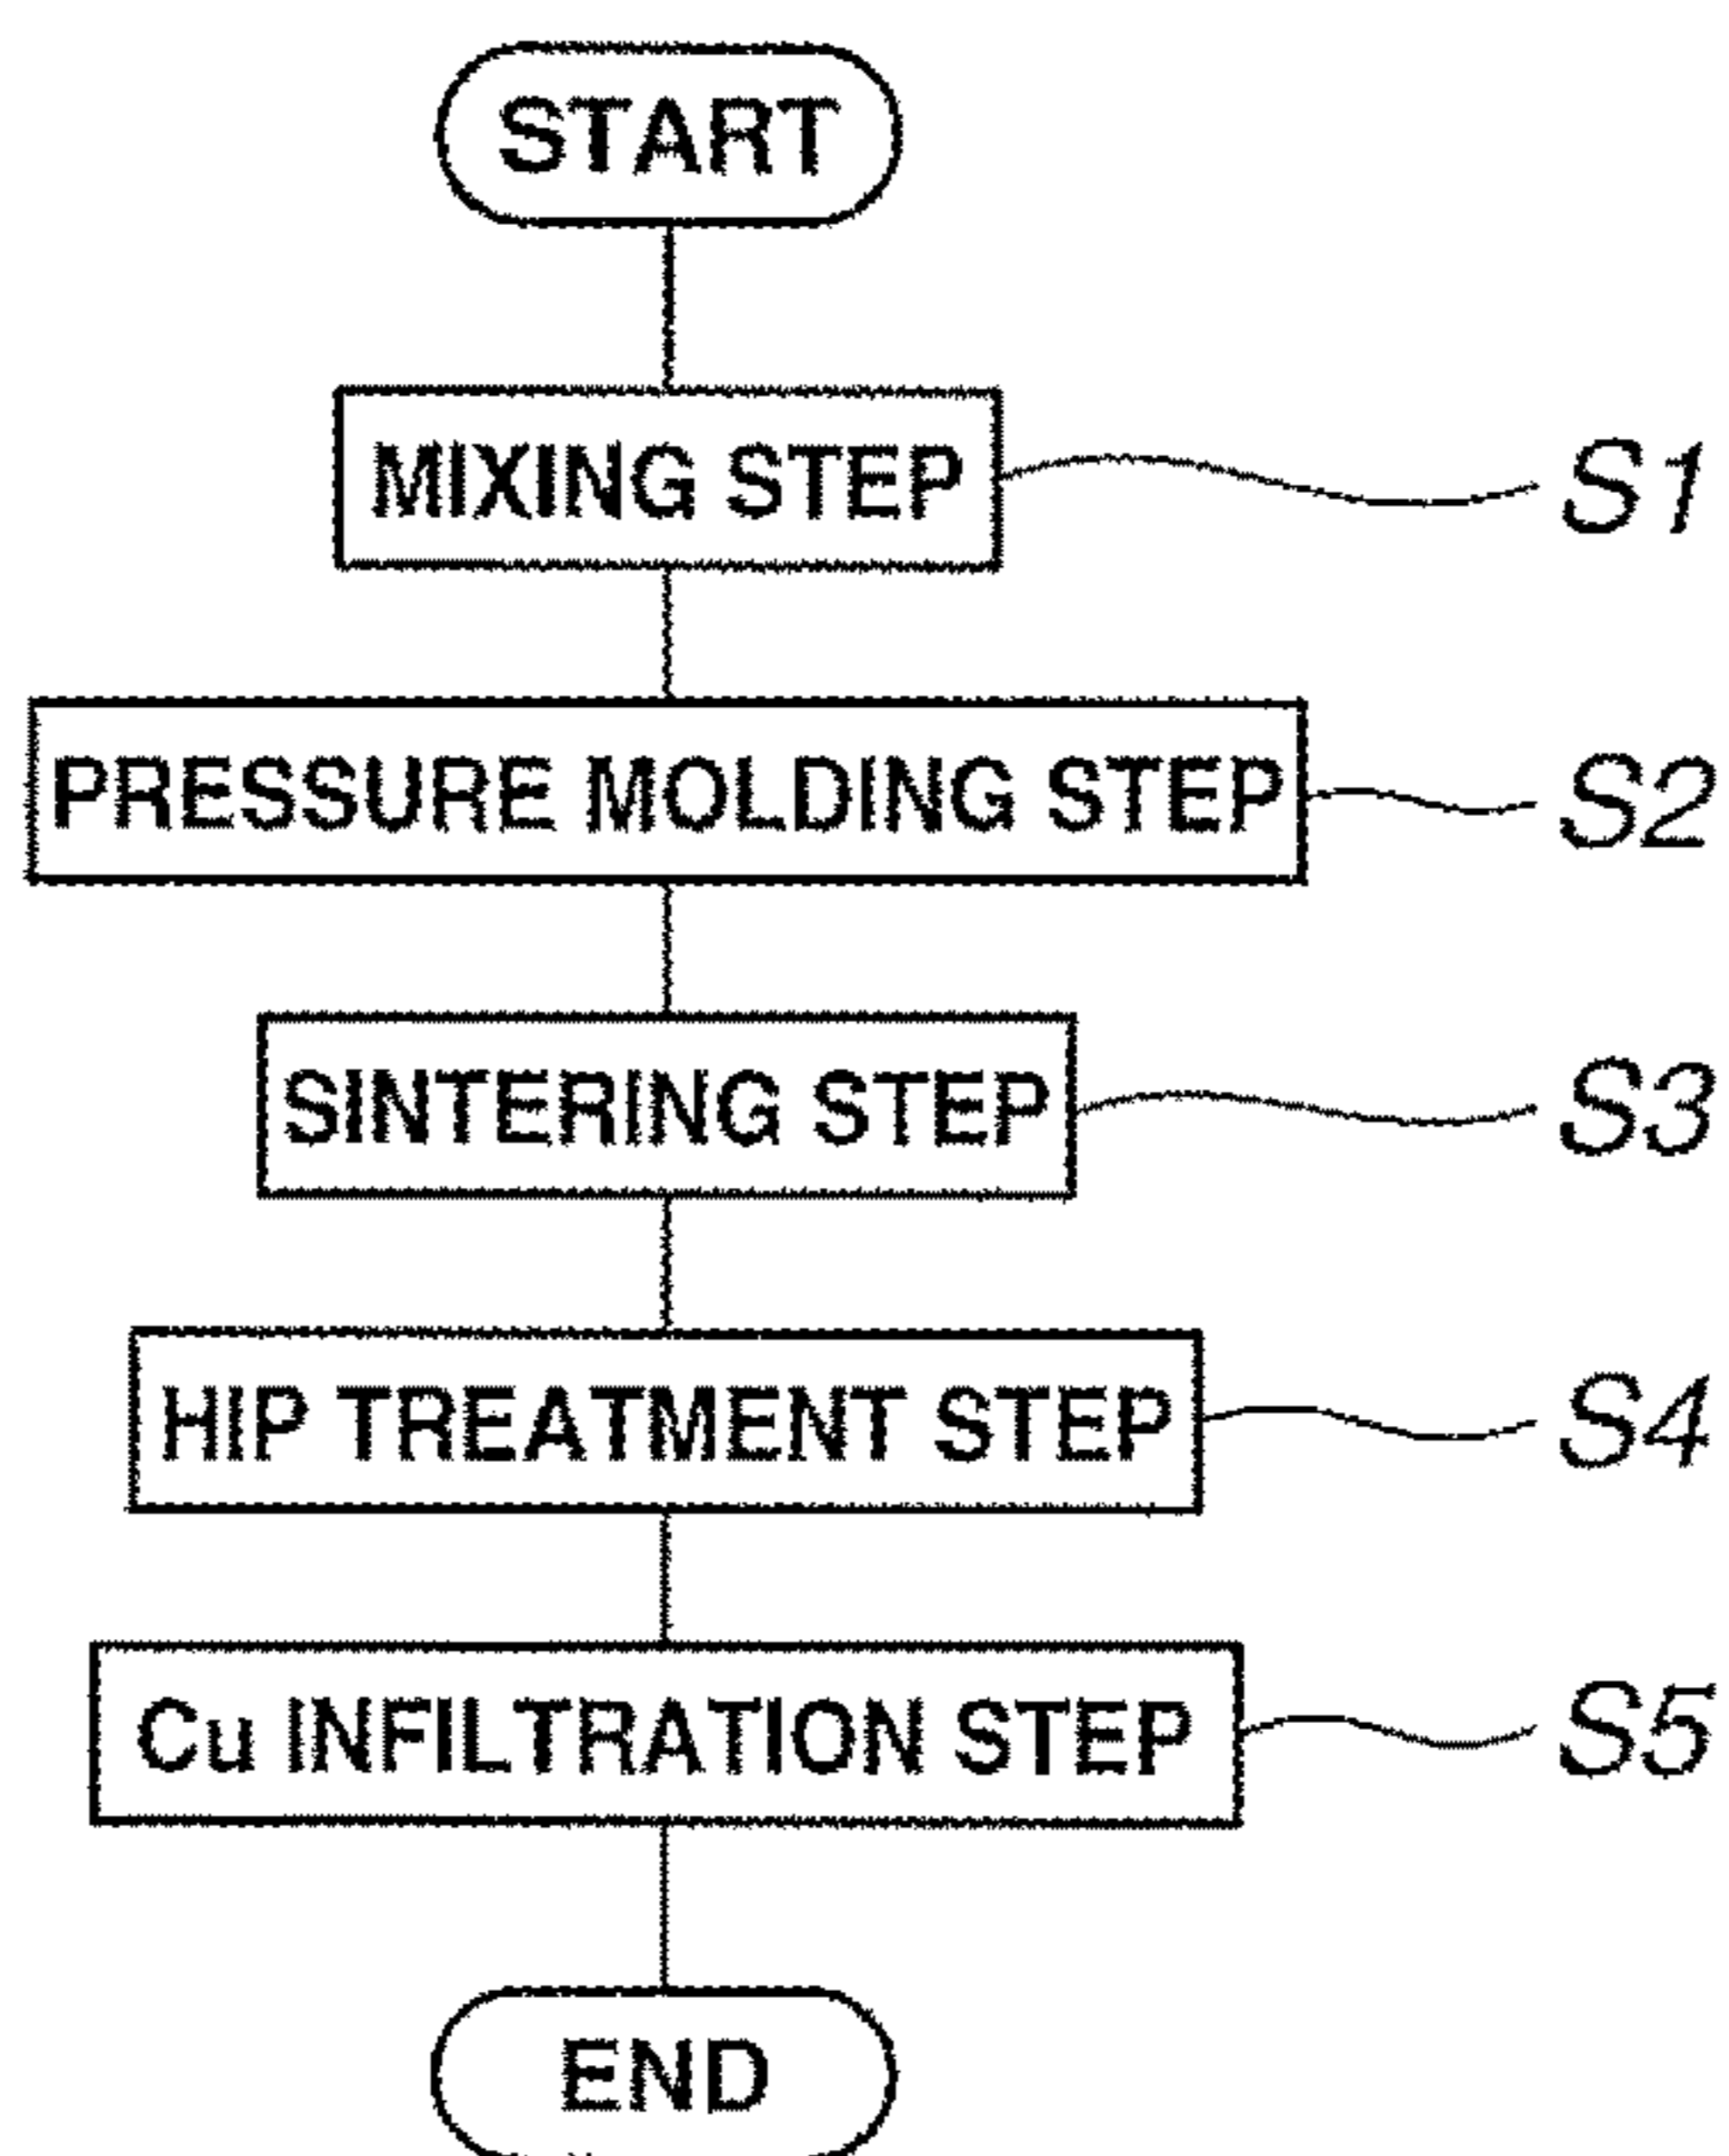 START
MIXING STEP S1
PRESSURE MOLDING STEP S2
SINTERING STEP S3
HIP TREATMENT STEP S4
Cu INFILTRATION STEP S5
END